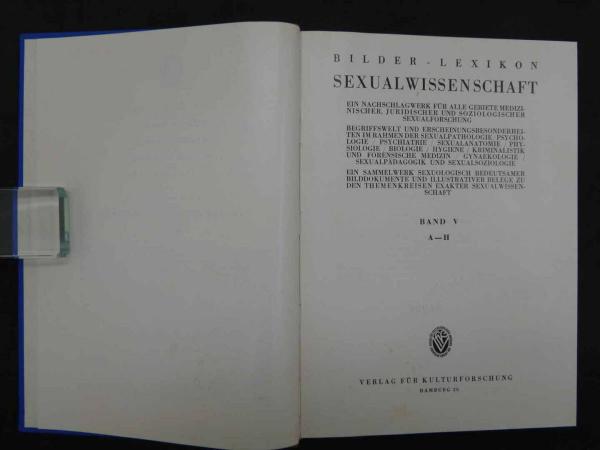 BILDER-LEXIKON
SEXUALWISSENSCHAFT
EIN NACHSCHLAGWERK FÜR ALLE GEBIETE MEDIZI-
NISCHER, JURIDISCHER UND SOZIOLOGISCHER
SEXUALFORSCHUNG
BEGRIFFSWELT UND ERSCHEINUNGSBESONDERHEI-
TEN IM RAHMEN DER SEXUALPATHOLOGIE / PSYCHO-
LOGIE / PSYCHIATRIE / SEXUALANATOMIE / PHY-
SIOLOGIE / BIOLOGIE / HYGIENE / KRIMINALISTIK
UND FORENSISCHE MEDIZIN / GYNAEKOLOGIE /
SEXUALPÄDAGOGIK UND SEXUALSOZIOLOGIE
EIN SAMMELWERK SEXUOLOGISCH BEDEUTSAMER
BILDDOKUMENTE UND ILLUSTRATIVER BELEGE ZU
DEN THEMENKREISEN EXAKTER SEXUALWISSEN-
SCHAFT
BAND V
A—H
VERLAG FÜR KULTURFORSCHUNG
HAMBURG